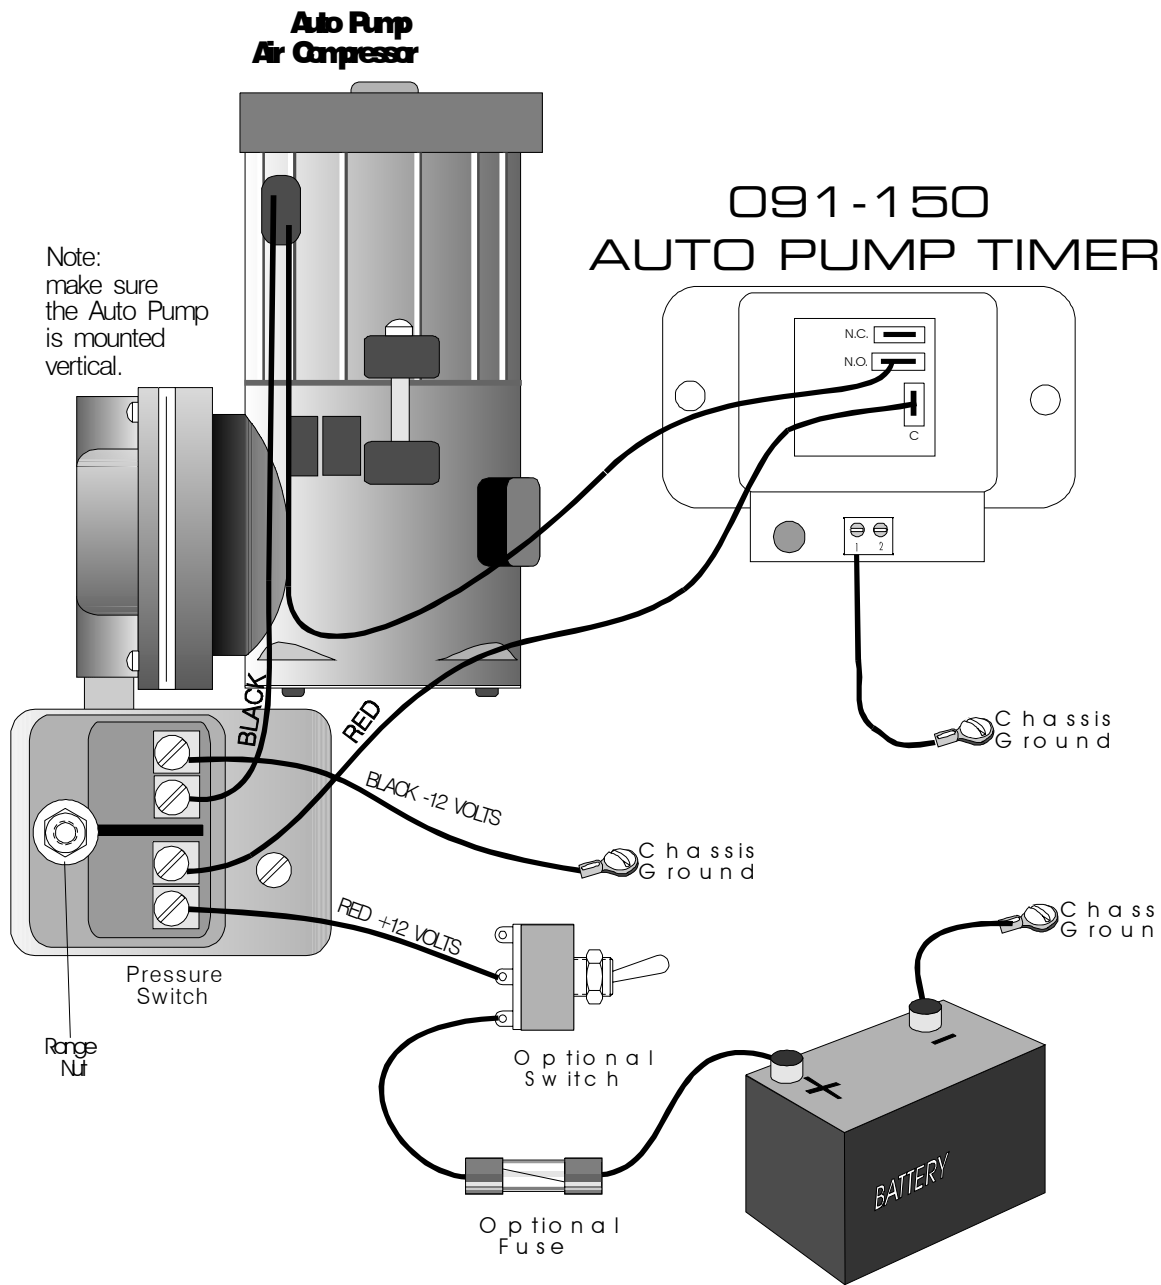 Auto Pump
Air Compressor
091-150
AUTO PUMP TIMER
Note:
make sure
the Auto Pump
is mounted
vertical.
N.C.
N.O.
C
1 2
BLACK
RED
Chassis
Ground
BLACK -12 VOLTS
Chassis
Ground
RED +12 VOLTS
Chass
Groun
Pressure
Switch
Range
Nut
Optional
Switch
+
-
BATTERY
Optional
Fuse